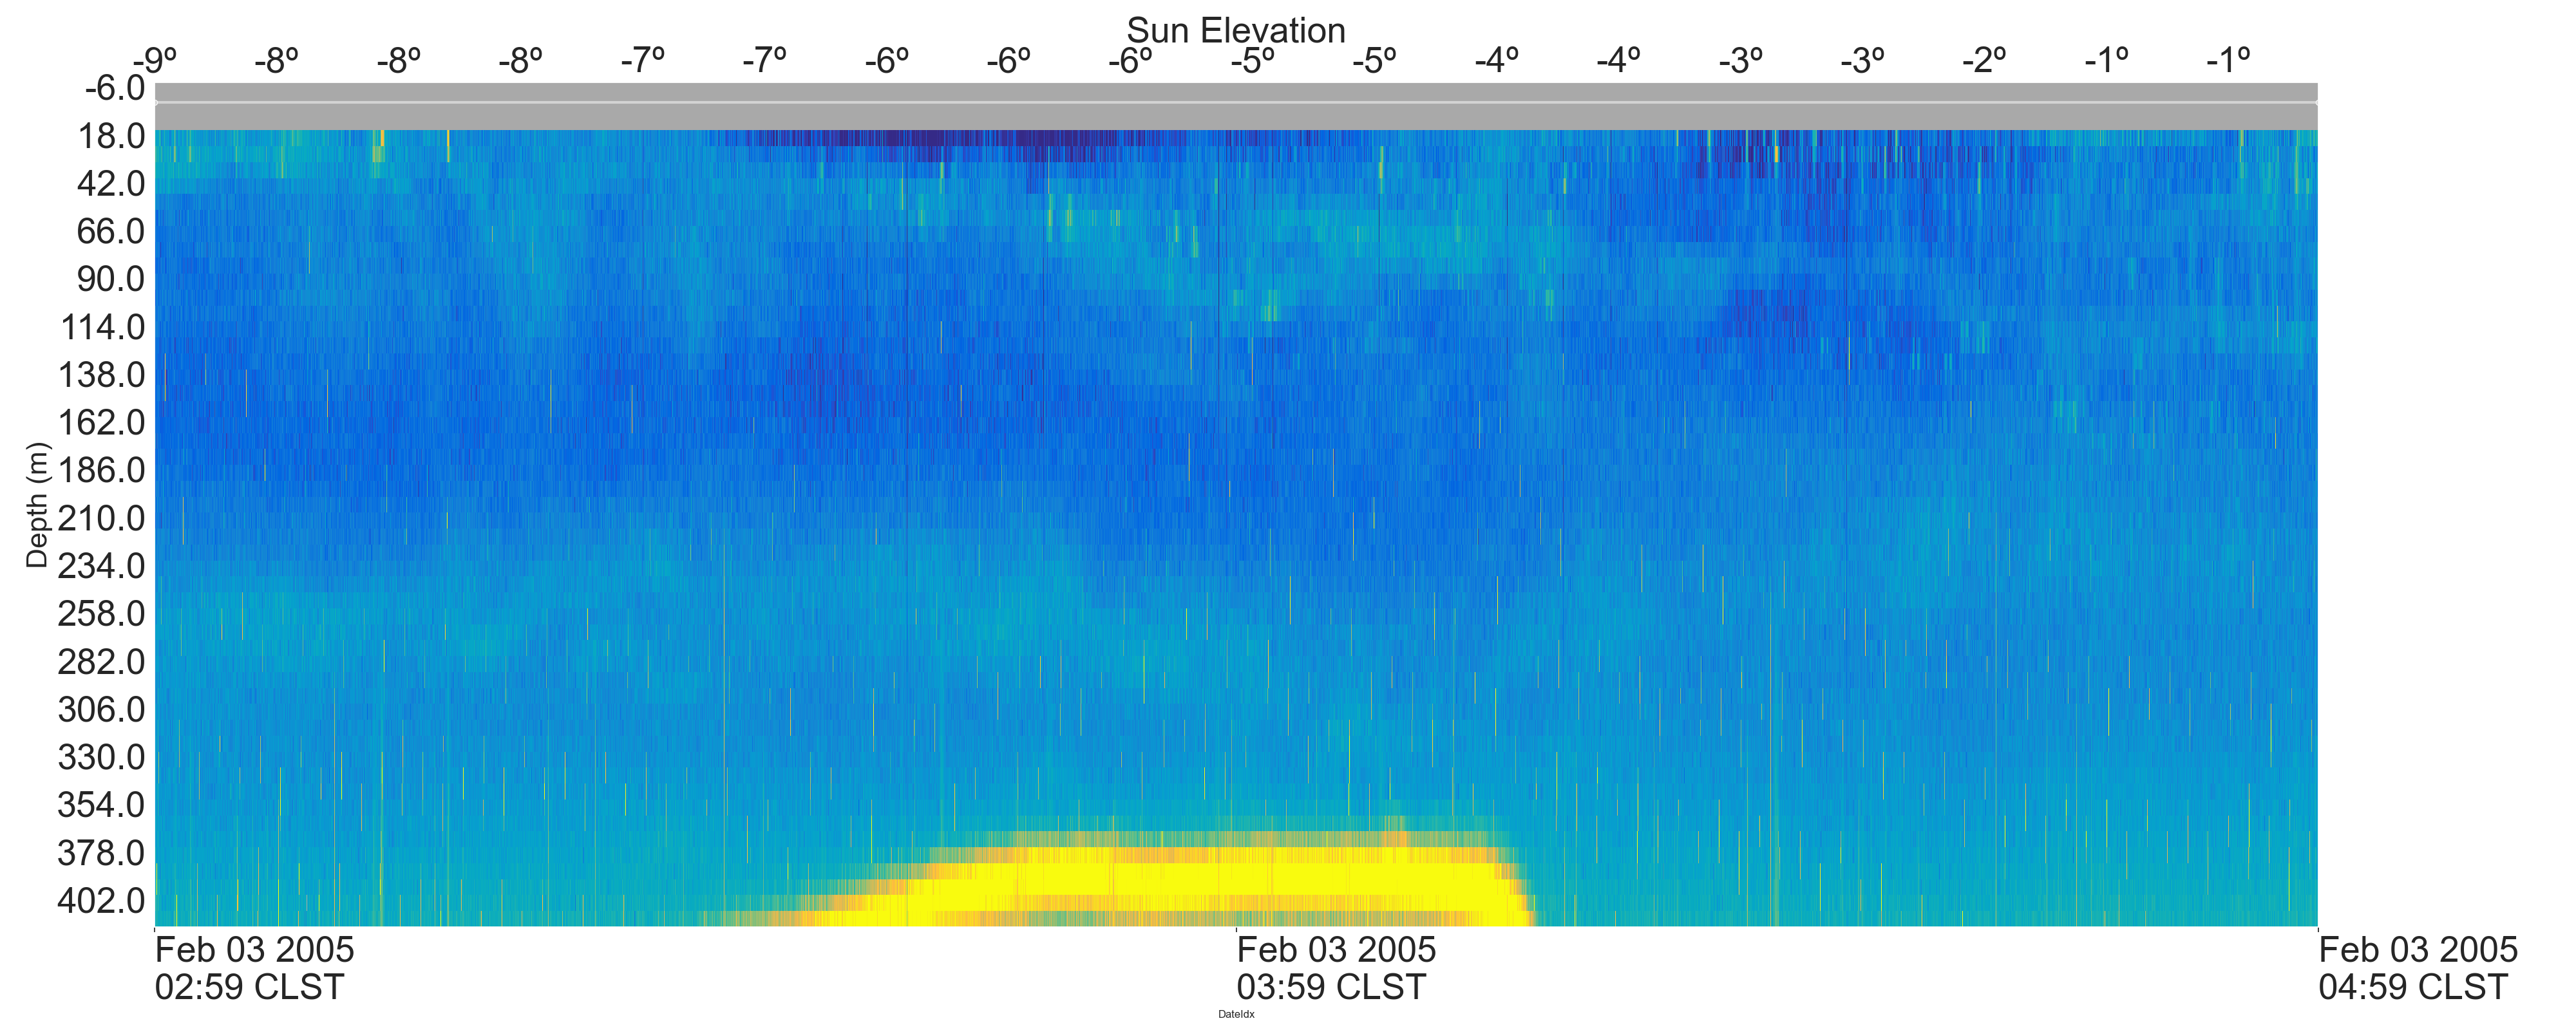 Sun Elevation
-9º -8º -8º -8º -7º -7º -6º -6º -6º -5º -5º -4º -4º -3º -3º -2º -1º -1º
-6.0
18.0
42.0
66.0
90.0
114.0
138.0
162.0
186.0
210.0
234.0
258.0
282.0
306.0
330.0
354.0
378.0
402.0
Depth (m)
Feb 03 2005
02:59 CLST
Feb 03 2005
03:59 CLST
Feb 03 2005
04:59 CLST
DateIdx